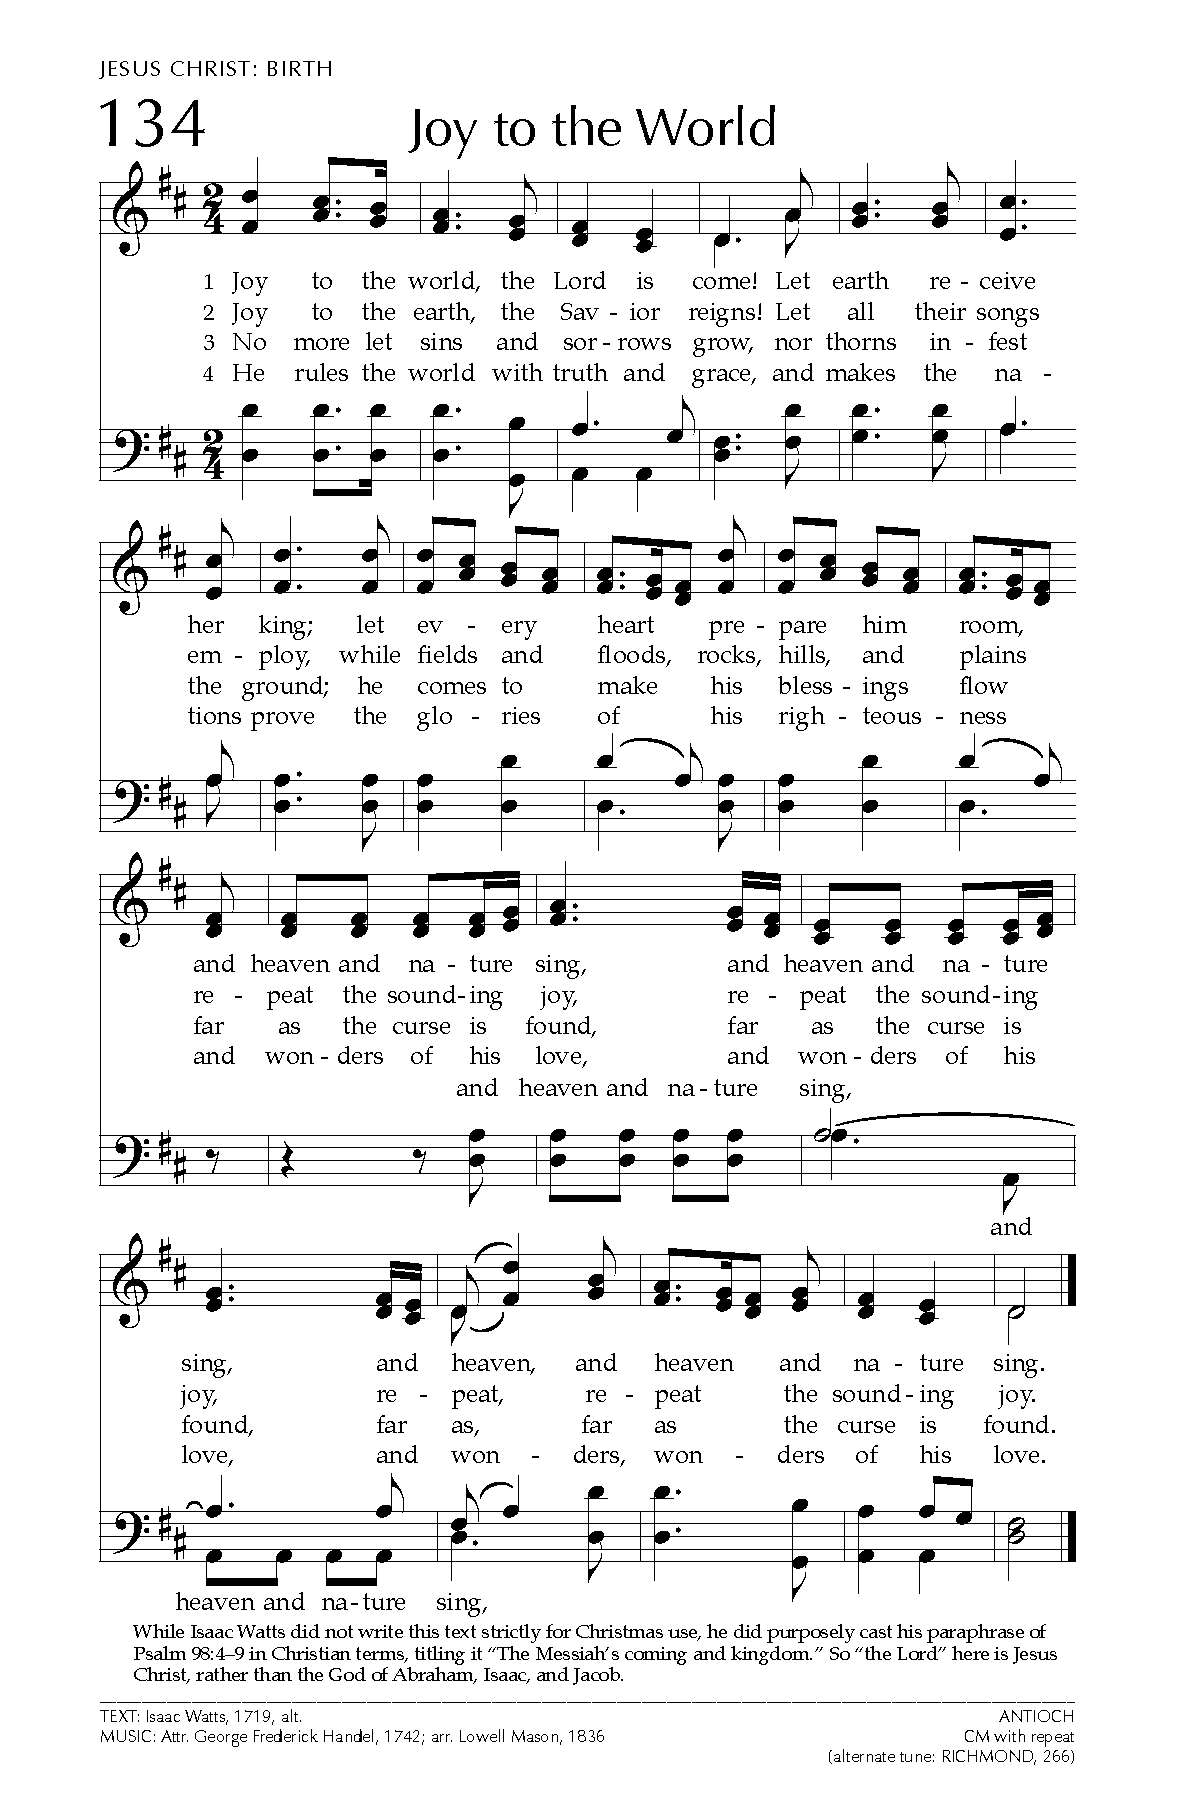 JESUS CHRIST: BIRTH
134 Joy to the World
1 Joy to the world, the Lord is come! Let earth re - ceive
2 Joy to the earth, the Sav - ior reigns! Let all their songs
3 No more let sins and sor - rows grow, nor thorns in - fest
4 He rules the world with truth and grace, and makes the na -
her king; let ev - ery heart pre - pare him room,
em - ploy, while fields and floods, rocks, hills, and plains
the ground; he comes to make his bless - ings flow
tions prove the glo - ries of his righ - teous - ness
and heaven and na - ture sing, and heaven and na - ture
re - peat the sound - ing joy, re - peat the sound - ing
far as the curse is found, far as the curse is
and won - ders of his love, and won - ders of his
and heaven and na - ture sing,
and
sing, and heaven, and heaven and na - ture sing.
joy, re - peat, re - peat the sound - ing joy.
found, far as, far as the curse is found.
love, and won - ders, won - ders of his love.
heaven and na - ture sing,
While Isaac Watts did not write this text strictly for Christmas use, he did purposely cast his paraphrase of
Psalm 98:4–9 in Christian terms, titling it “The Messiah’s coming and kingdom.” So “the Lord” here is Jesus
Christ, rather than the God of Abraham, Isaac, and Jacob.
TEXT: Isaac Watts, 1719, alt. ANTIOCH
MUSIC: Attr. George Frederick Handel, 1742; arr. Lowell Mason, 1836 CM with repeat
(alternate tune: RICHMOND, 266)